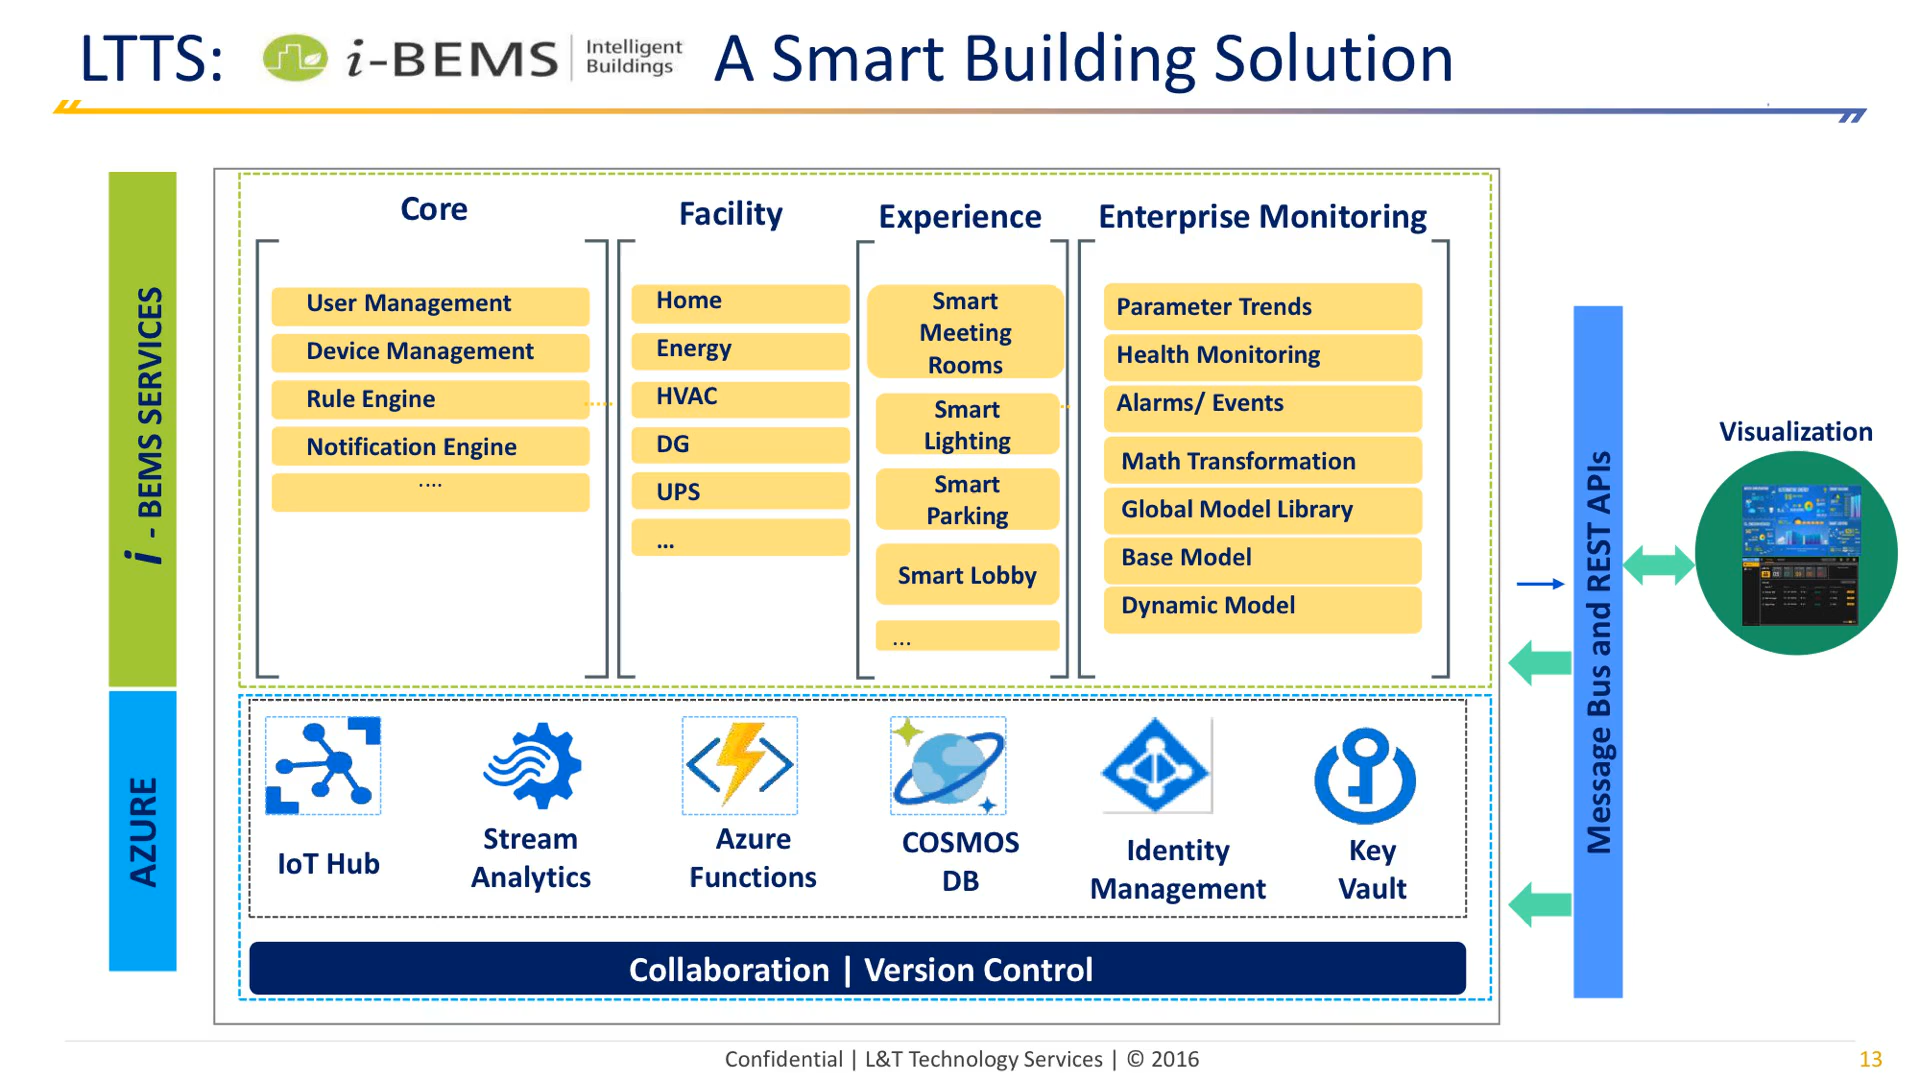 LTTS: i-BEMS Intelligent Buildings A Smart Building Solution
i - BEMS SERVICES
AZURE
Core
User Management
Device Management
Rule Engine
Notification Engine
....
Facility
Home
Energy
HVAC
DG
UPS
...
Experience
Smart
Meeting
Rooms
Smart
Lighting
Smart
Parking
Smart Lobby
...
Enterprise Monitoring
Parameter Trends
Health Monitoring
Alarms/ Events
Math Transformation
Global Model Library
Base Model
Dynamic Model
IoT Hub
Stream
Analytics
Azure
Functions
COSMOS
DB
Identity
Management
Key
Vault
Collaboration | Version Control
Message Bus and REST APIs
Visualization
Confidential | L&T Technology Services | © 2016
13